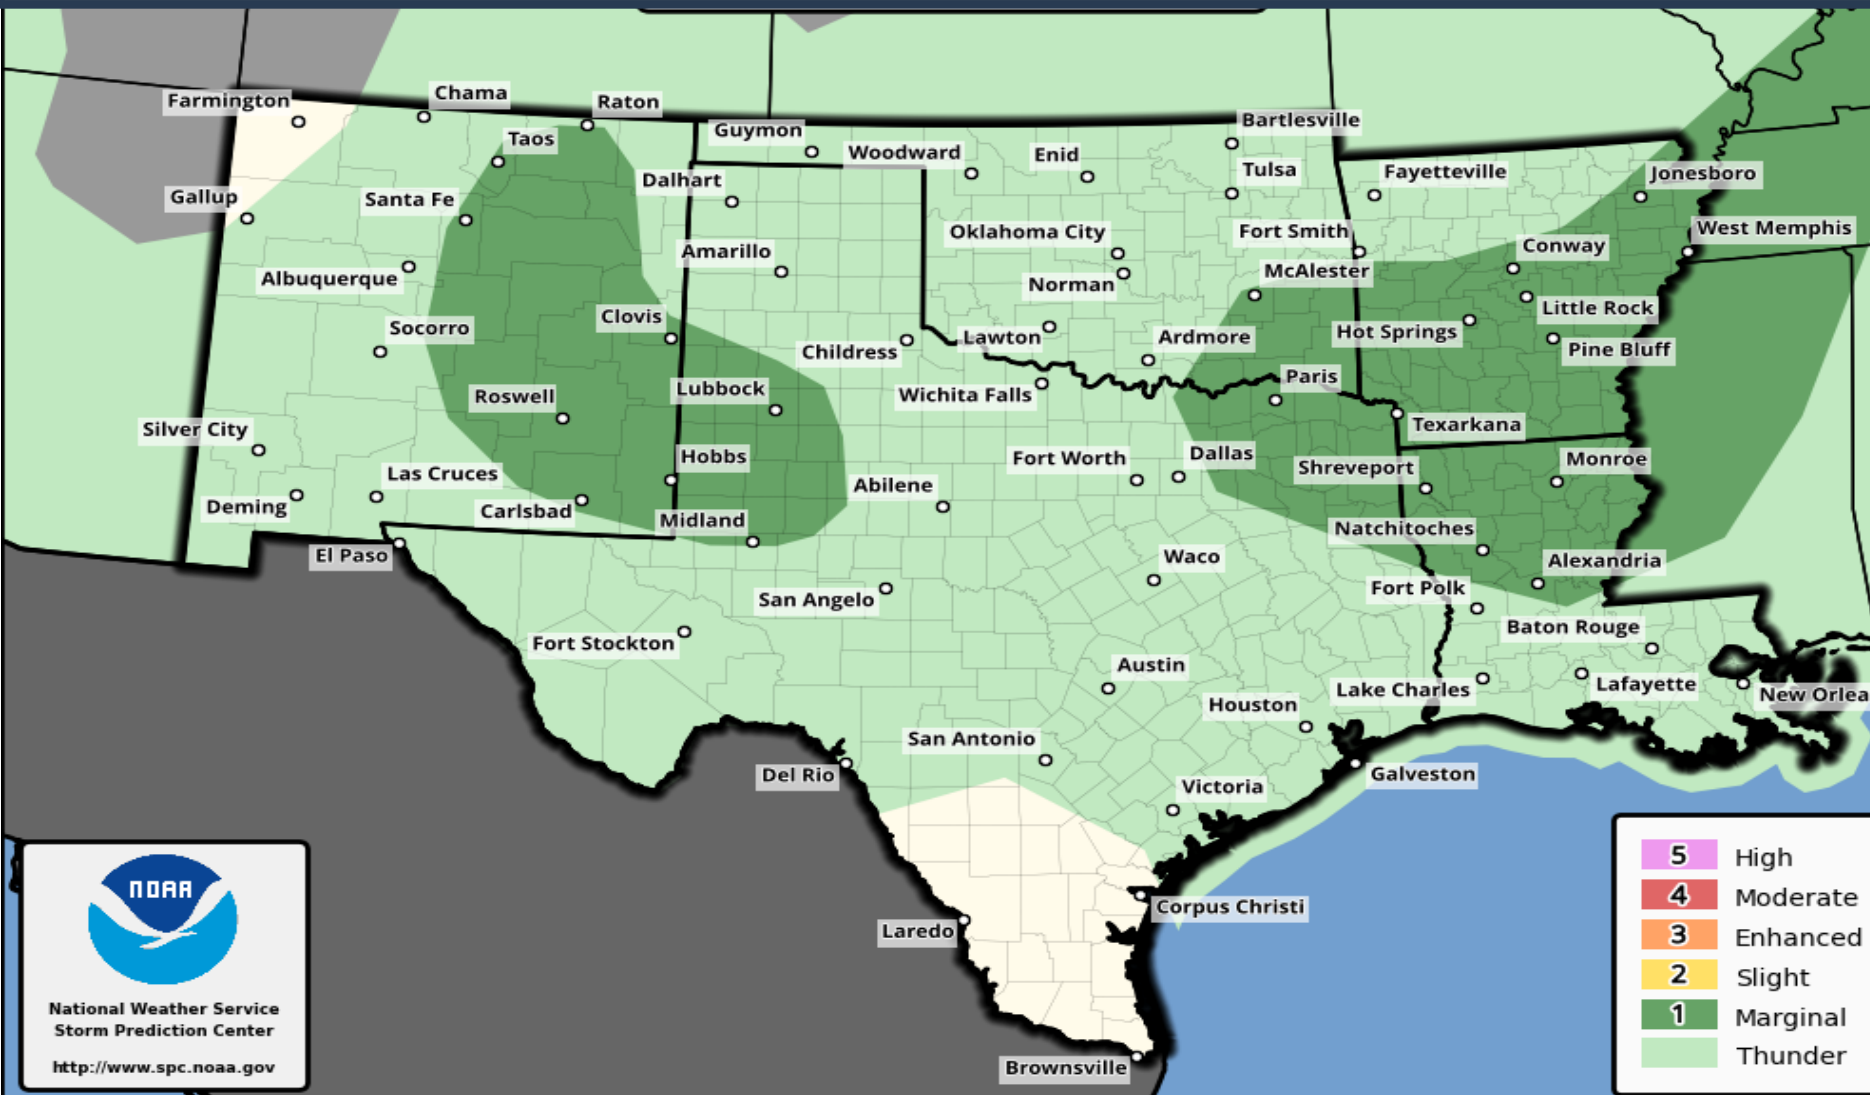 Farmington
Chama
Raton
Taos
Guymon
Woodward
Enid
Bartlesville
Tulsa
Fayetteville
Jonesboro
Gallup
Santa Fe
Dalhart
Oklahoma City
Fort Smith
West Memphis
Albuquerque
Amarillo
Norman
McAlester
Conway
Little Rock
Socorro
Clovis
Childress
Lawton
Ardmore
Hot Springs
Pine Bluff
Roswell
Lubbock
Wichita Falls
Paris
Texarkana
Silver City
Las Cruces
Hobbs
Fort Worth
Dallas
Shreveport
Monroe
Deming
Carlsbad
Midland
Abilene
Natchitoches
Alexandria
El Paso
San Angelo
Waco
Fort Polk
Baton Rouge
Fort Stockton
Austin
Lake Charles
Lafayette
New Orlea
Houston
San Antonio
Del Rio
Victoria
Galveston
Corpus Christi
Laredo
Brownsville
NOAA
National Weather Service
Storm Prediction Center
http://www.spc.noaa.gov
5 High
4 Moderate
3 Enhanced
2 Slight
1 Marginal
Thunder